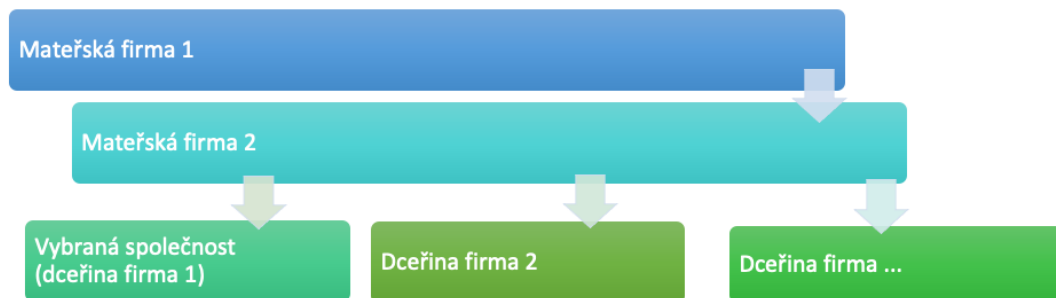 Mateřská firma 1
Mateřská firma 2
Vybraná společnost
(dceřina firma 1)
Dceřina firma 2
Dceřina firma ...